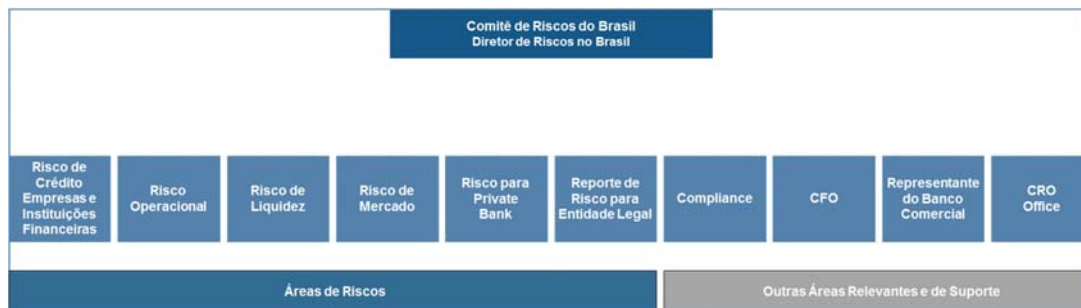 Comitê de Riscos do Brasil
Diretor de Riscos no Brasil
Risco de
Crédito
Empresas e
Instituições
Financeiras
Risco
Operacional
Risco de
Liquidez
Risco de
Mercado
Risco para
Private
Bank
Reporte de
Risco para
Entidade Legal
Compliance
CFO
Representante
do Banco
Comercial
CRO
Office
Áreas de Riscos
Outras Áreas Relevantes e de Suporte